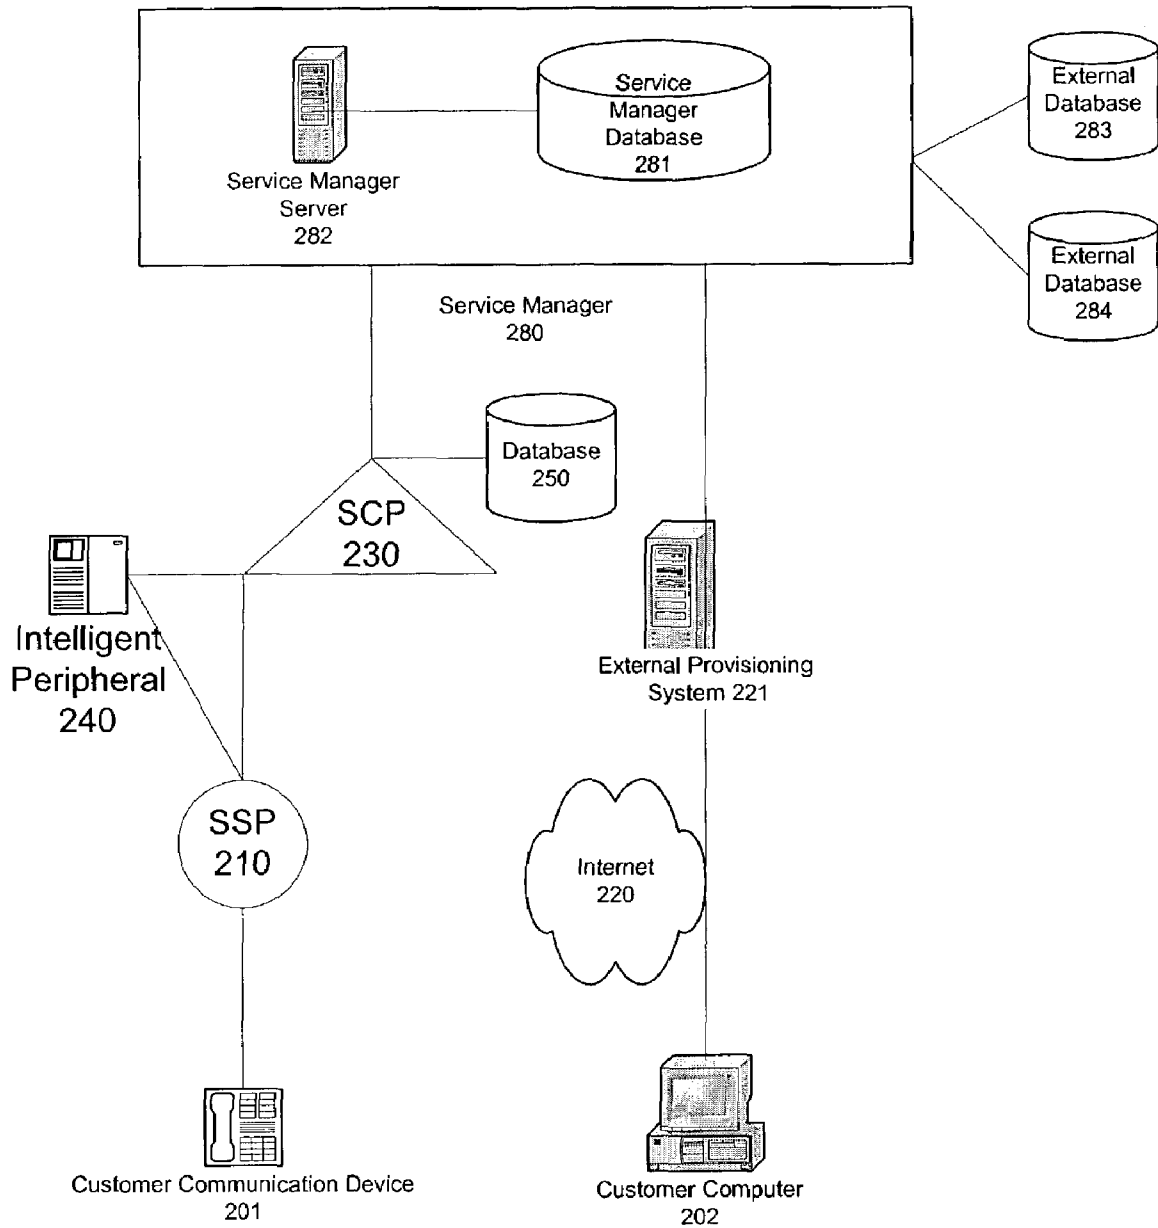 Service Manager
Server
282
Service
Manager
Database
281
External
Database
283
External
Database
284
Service Manager
280
Database
250
SCP
230
Intelligent
Peripheral
240
External Provisioning
System 221
SSP
210
Internet
220
Customer Communication Device
201
Customer Computer
202